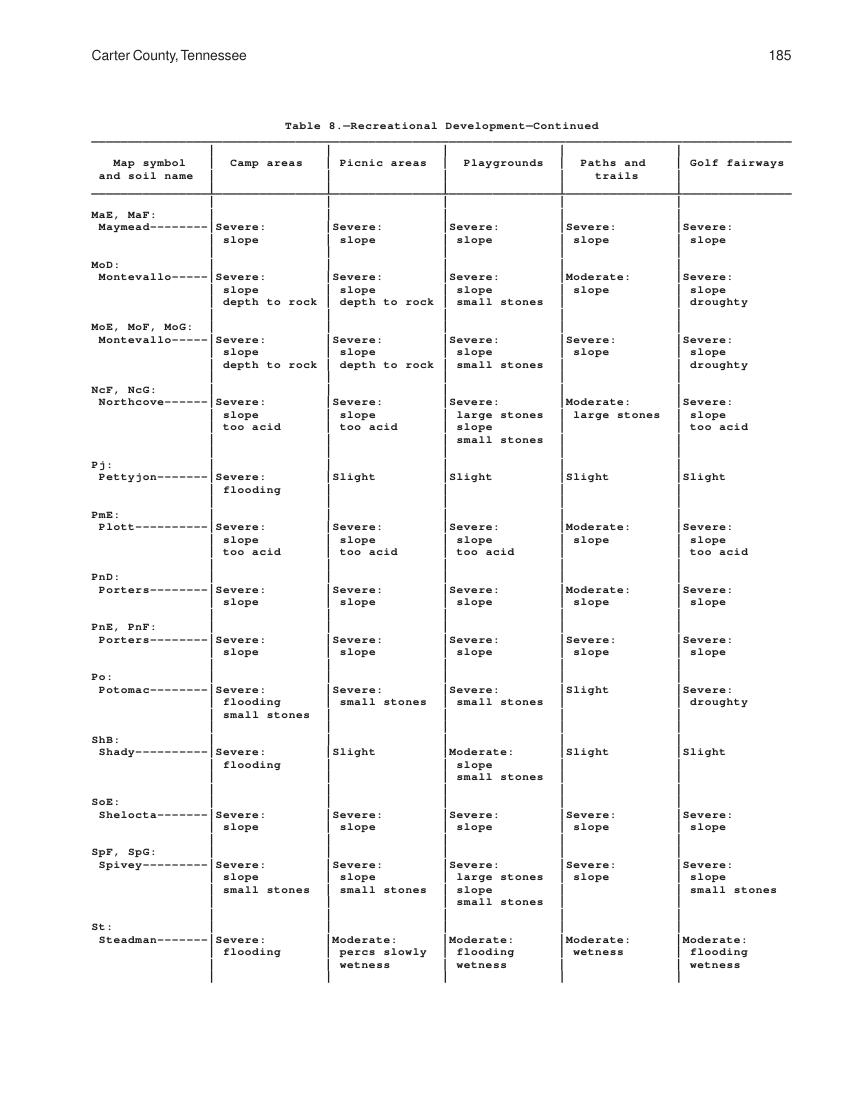 Carter County, Tennessee 185
Table 8.—Recreational Development—Continued
Map symbol | Camp areas | Picnic areas | Playgrounds | Paths and | Golf fairways
and soil name | | | | trails |
MaE, MaF:
Maymead--------|Severe: |Severe: |Severe: |Severe: |Severe:
| slope | slope | slope | slope | slope
MoD:
Montevallo-----|Severe: |Severe: |Severe: |Moderate: |Severe:
| slope | slope | slope | slope | slope
| depth to rock | depth to rock | small stones | | droughty
MoE, MoF, MoG:
Montevallo-----|Severe: |Severe: |Severe: |Severe: |Severe:
| slope | slope | slope | slope | slope
| depth to rock | depth to rock | small stones | | droughty
NcF, NcG:
Northcove------|Severe: |Severe: |Severe: |Moderate: |Severe:
| slope | slope | large stones | large stones | slope
| too acid | too acid | slope | | too acid
| | | small stones | |
Pj:
Pettyjon-------|Severe: |Slight |Slight |Slight |Slight
| flooding | | | |
PmE:
Plott----------|Severe: |Severe: |Severe: |Moderate: |Severe:
| slope | slope | slope | slope | slope
| too acid | too acid | too acid | | too acid
PnD:
Porters--------|Severe: |Severe: |Severe: |Moderate: |Severe:
| slope | slope | slope | slope | slope
PnE, PnF:
Porters--------|Severe: |Severe: |Severe: |Severe: |Severe:
| slope | slope | slope | slope | slope
Po:
Potomac--------|Severe: |Severe: |Severe: |Slight |Severe:
| flooding | small stones | small stones | | droughty
| small stones | | | |
ShB:
Shady----------|Severe: |Slight |Moderate: |Slight |Slight
| flooding | | slope | |
| | | small stones | |
SoE:
Shelocta-------|Severe: |Severe: |Severe: |Severe: |Severe:
| slope | slope | slope | slope | slope
SpF, SpG:
Spivey---------|Severe: |Severe: |Severe: |Severe: |Severe:
| slope | slope | large stones | slope | slope
| small stones | small stones | slope | | small stones
| | | small stones | |
St:
Steadman-------|Severe: |Moderate: |Moderate: |Moderate: |Moderate:
| flooding | percs slowly | flooding | wetness | flooding
| | wetness | wetness | | wetness